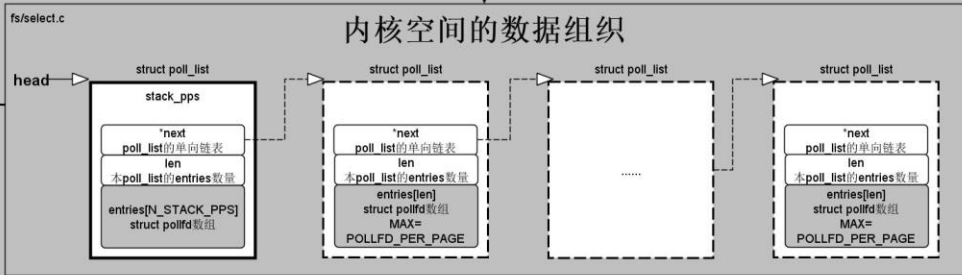 fs/select.c
内核空间的数据组织
head
struct poll_list
stack_pps
*next
poll_list的单向链表
len
本poll_list的entries数量
entries[N_STACK_PPS]
struct pollfd数组
struct poll_list
*next
poll_list的单向链表
len
本poll_list的entries数量
entries[len]
struct pollfd数组
MAX=
POLLFD_PER_PAGE
struct poll_list
......
struct poll_list
*next
poll_list的单向链表
len
本poll_list的entries数量
entries[len]
struct pollfd数组
MAX=
POLLFD_PER_PAGE